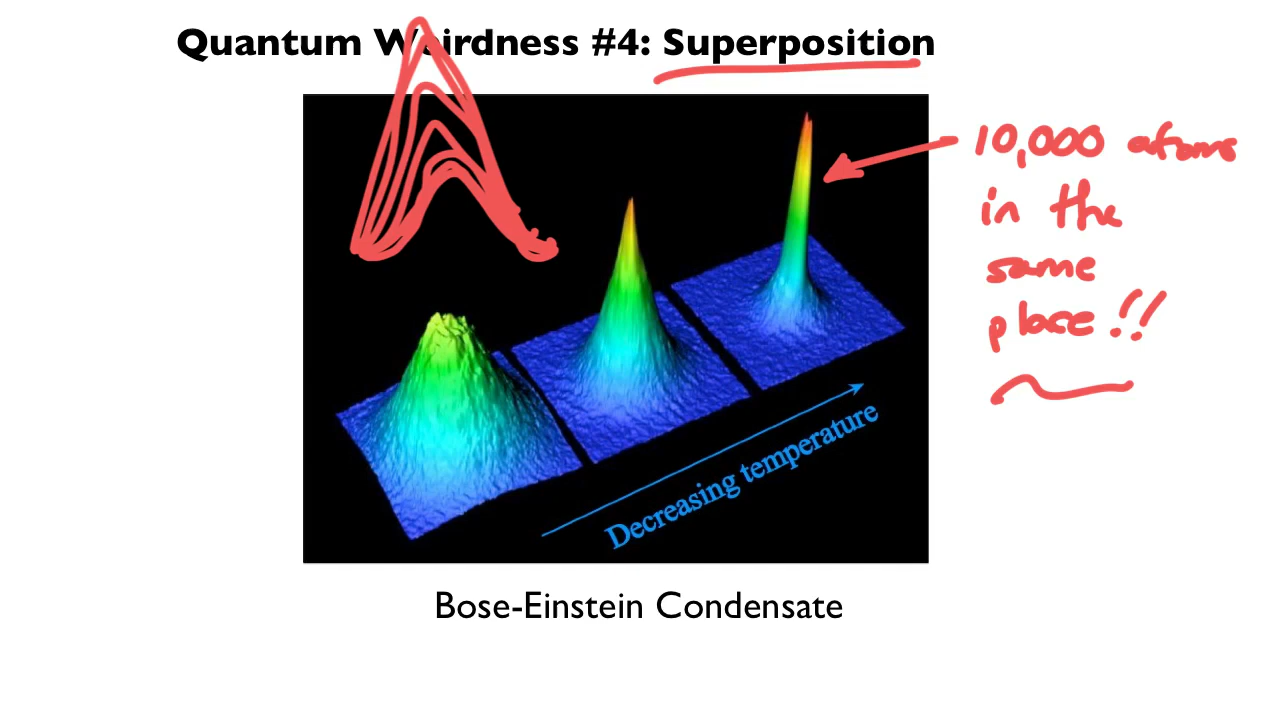 Quantum Weirdness #4: Superposition
10,000 atoms
in the
same
place!!
Decreasing temperature
Bose-Einstein Condensate